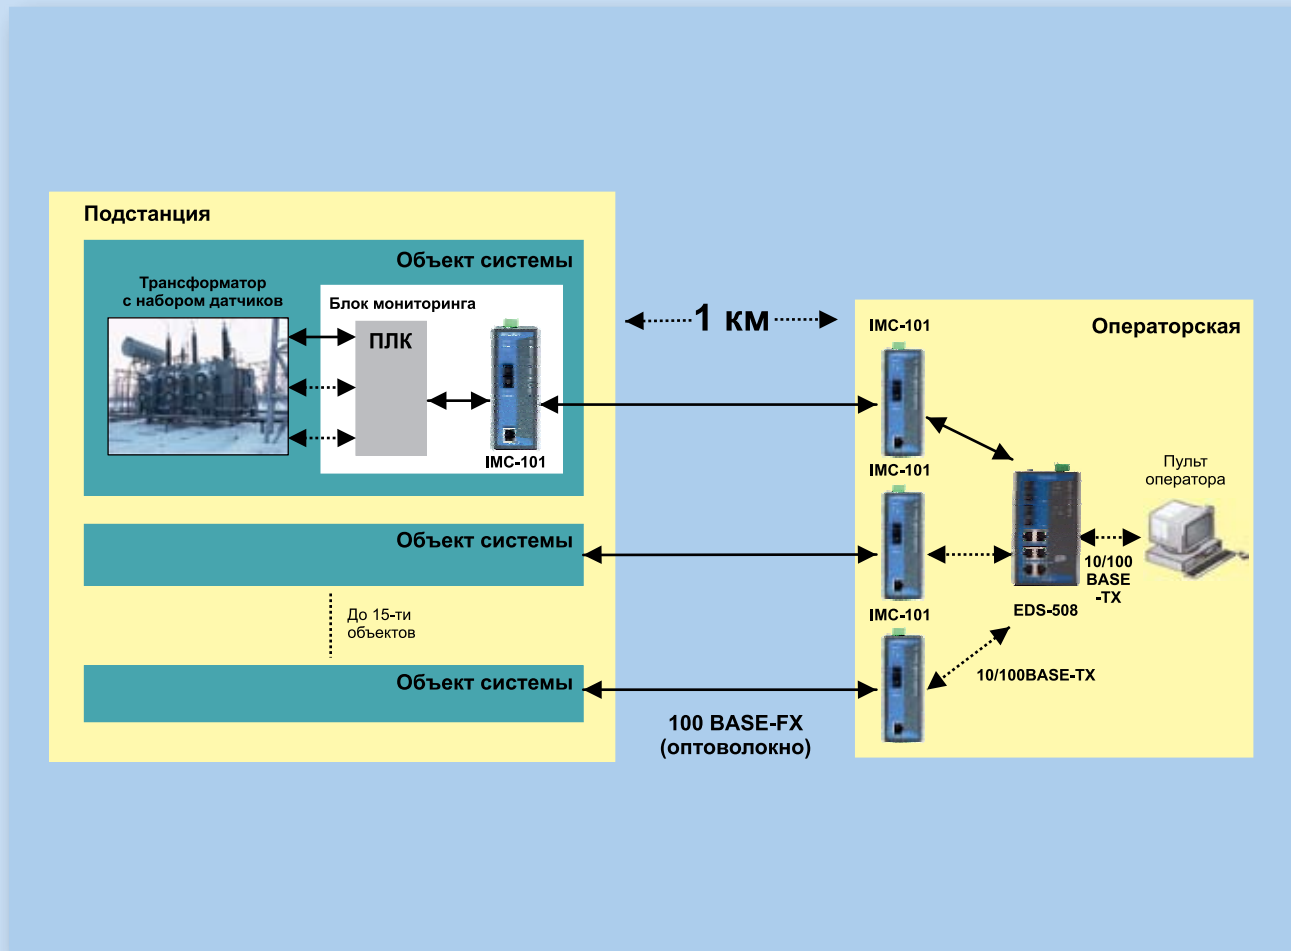 Подстанция
Объект системы
Трансформатор
с набором датчиков
Блок мониторинга
ПЛК
IMC-101
Объект системы
До 15-ти
объектов
Объект системы
1 км
100 BASE-FX
(оптоволокно)
Операторская
IMC-101
IMC-101
IMC-101
EDS-508
Пульт
оператора
10/100
BASE
-TX
10/100BASE-TX